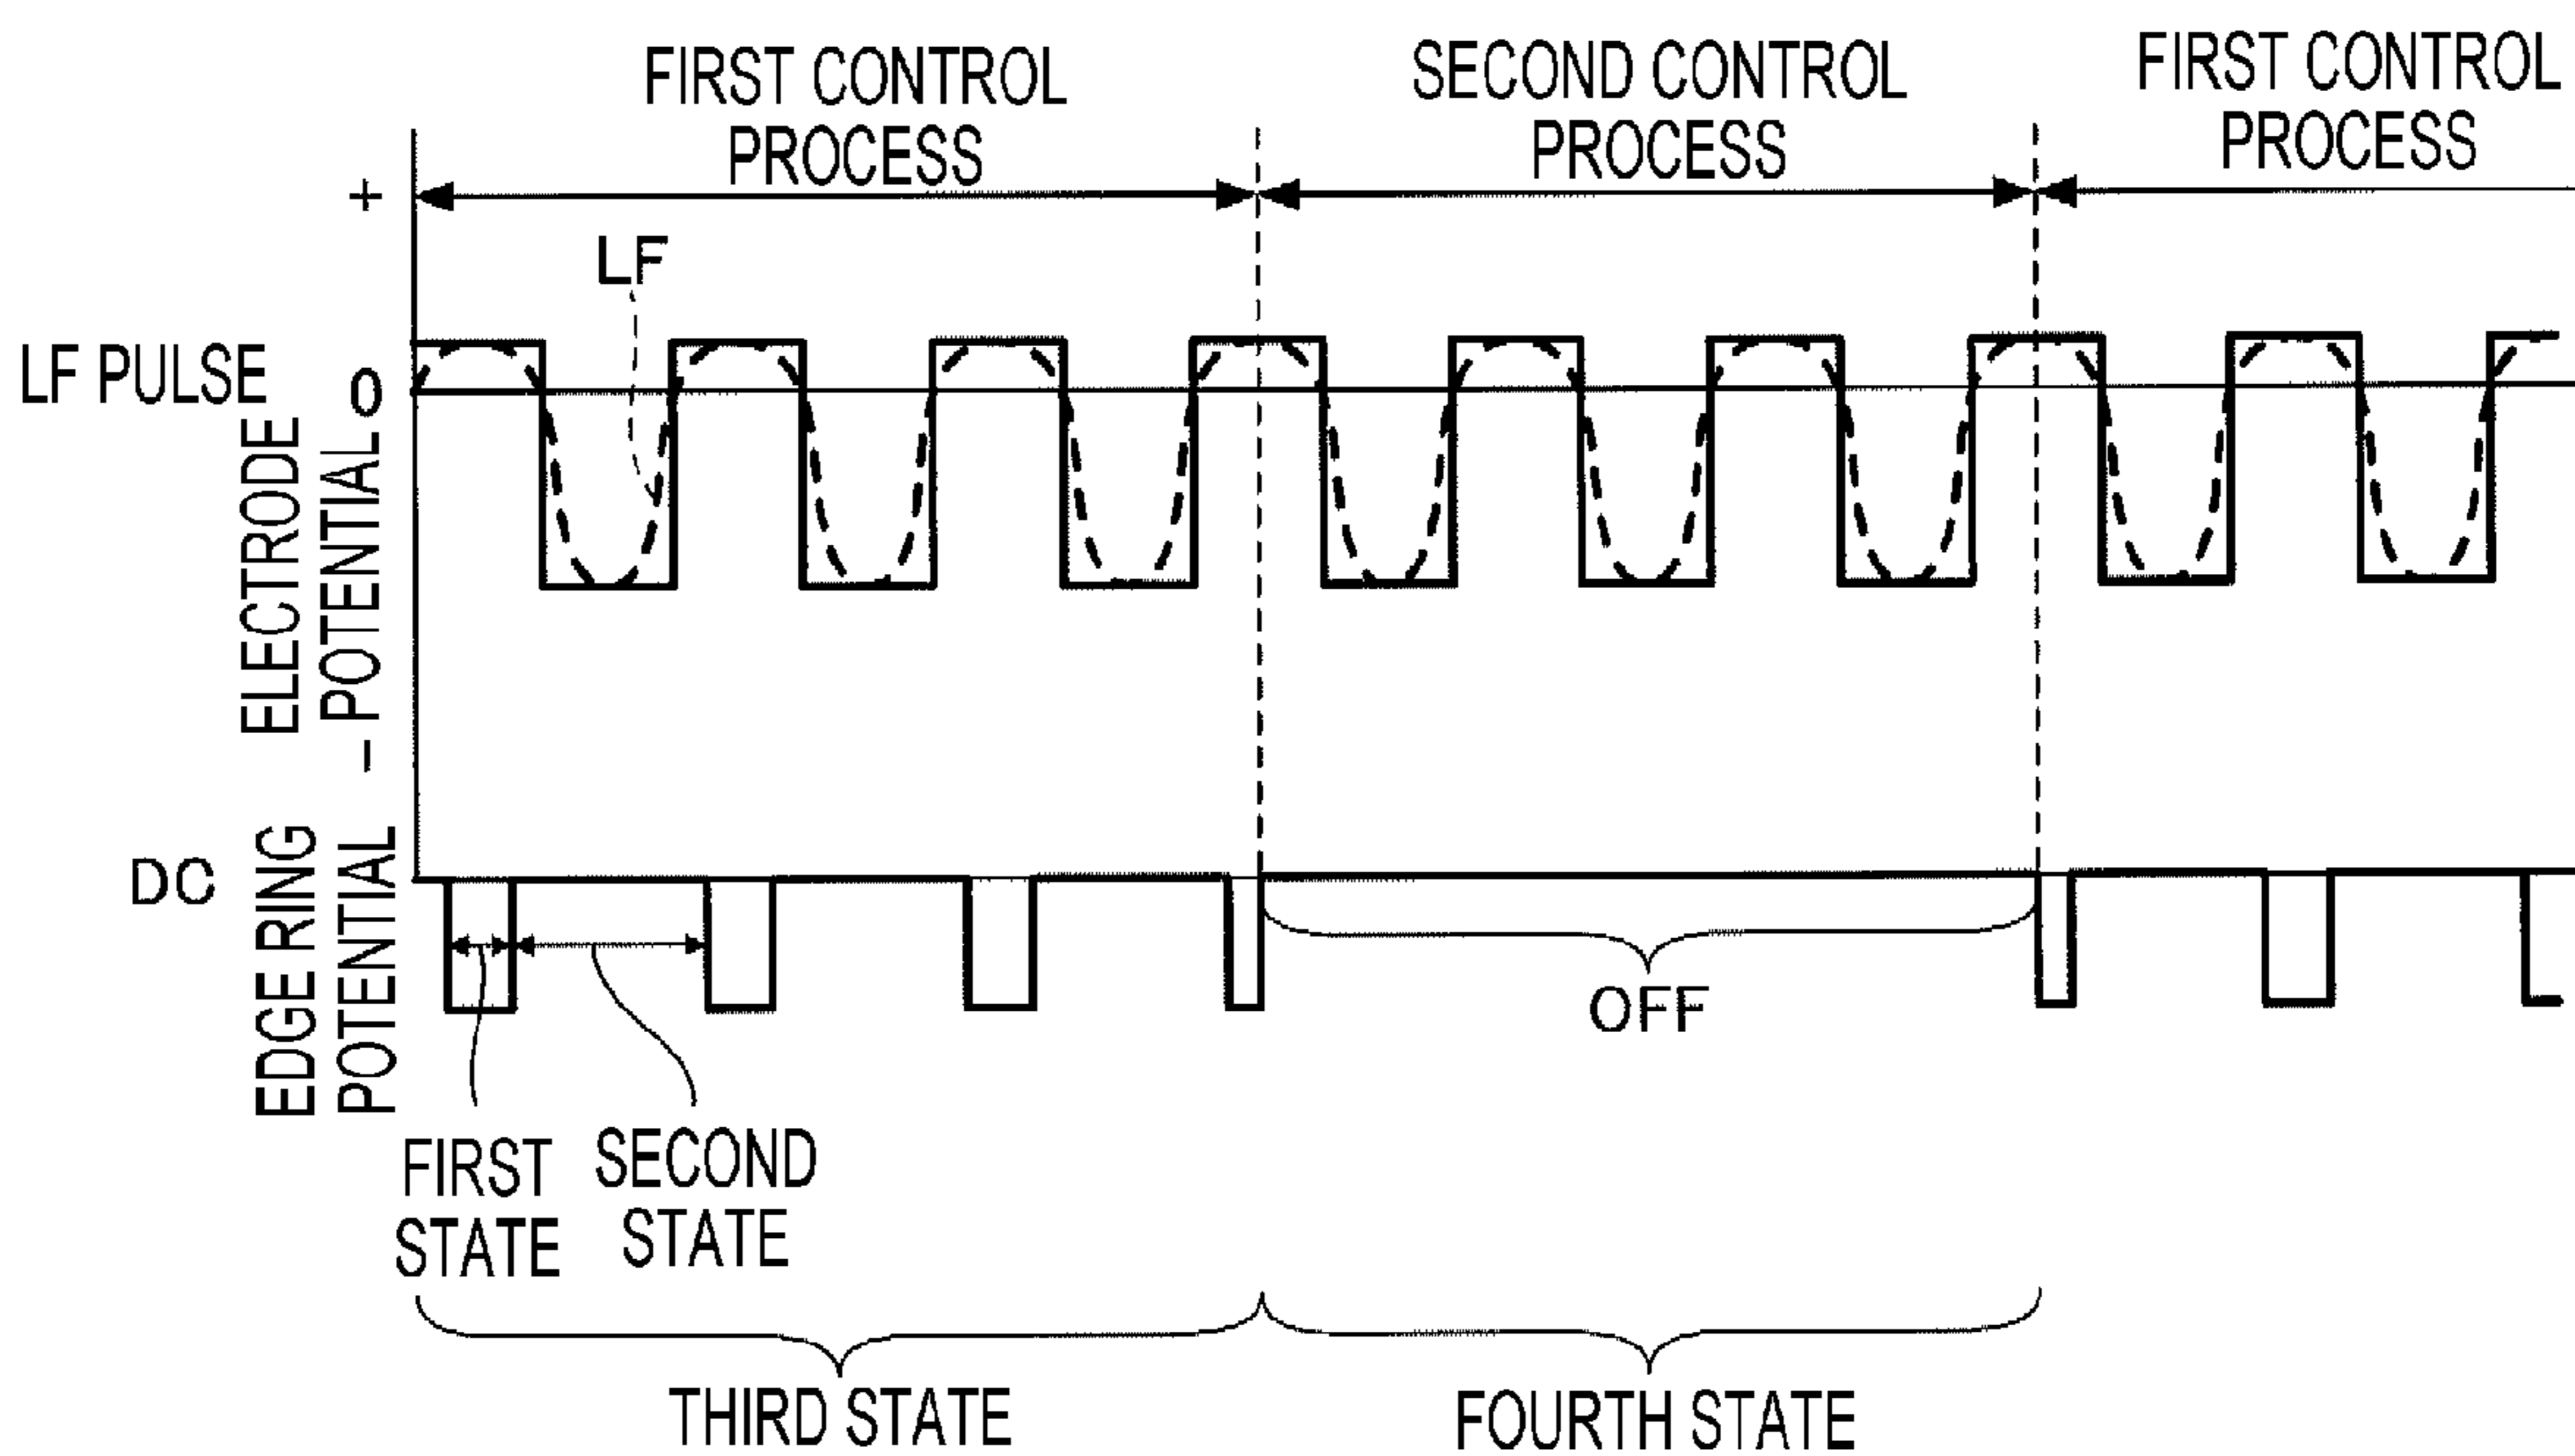 FIRST CONTROL
PROCESS
SECOND CONTROL
PROCESS
FIRST CONTROL
PROCESS
+
LF
LF PULSE
0
ELECTRODE
POTENTIAL
–
DC
EDGE RING
POTENTIAL
OFF
FIRST
STATE
SECOND
STATE
THIRD STATE
FOURTH STATE